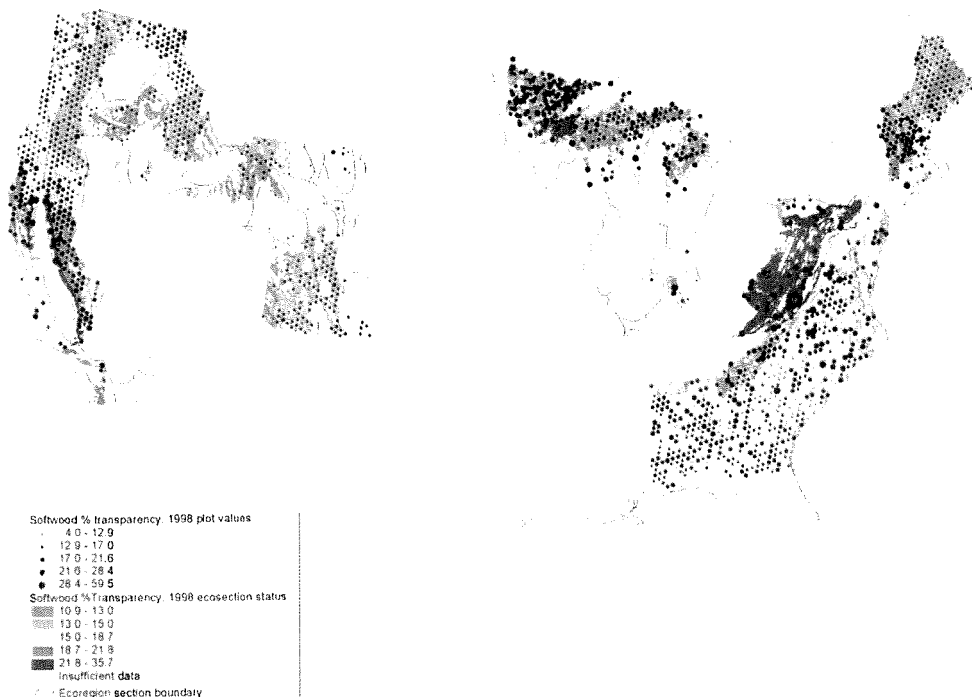 Softwood % transparency, 1998 plot values
4.0 - 12.9
12.9 - 17.0
17.0 - 21.6
21.6 - 28.4
28.4 - 59.5
Softwood %Transparency, 1998 ecosection status
10.9 - 13.0
13.0 - 15.0
15.0 - 18.7
18.7 - 21.8
21.8 - 35.7
Insufficient data
Ecoregion section boundary